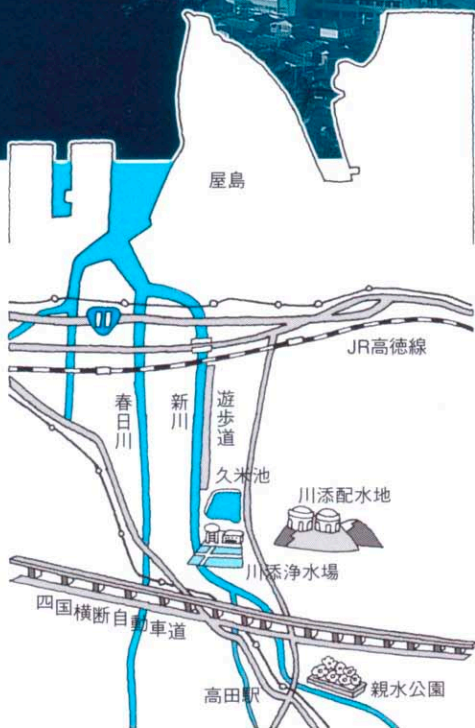 屋島
11
JR高徳線
春日川
新川
遊歩道
久米池
川添配水地
川添浄水場
四国横断自動車道
高田駅
親水公園